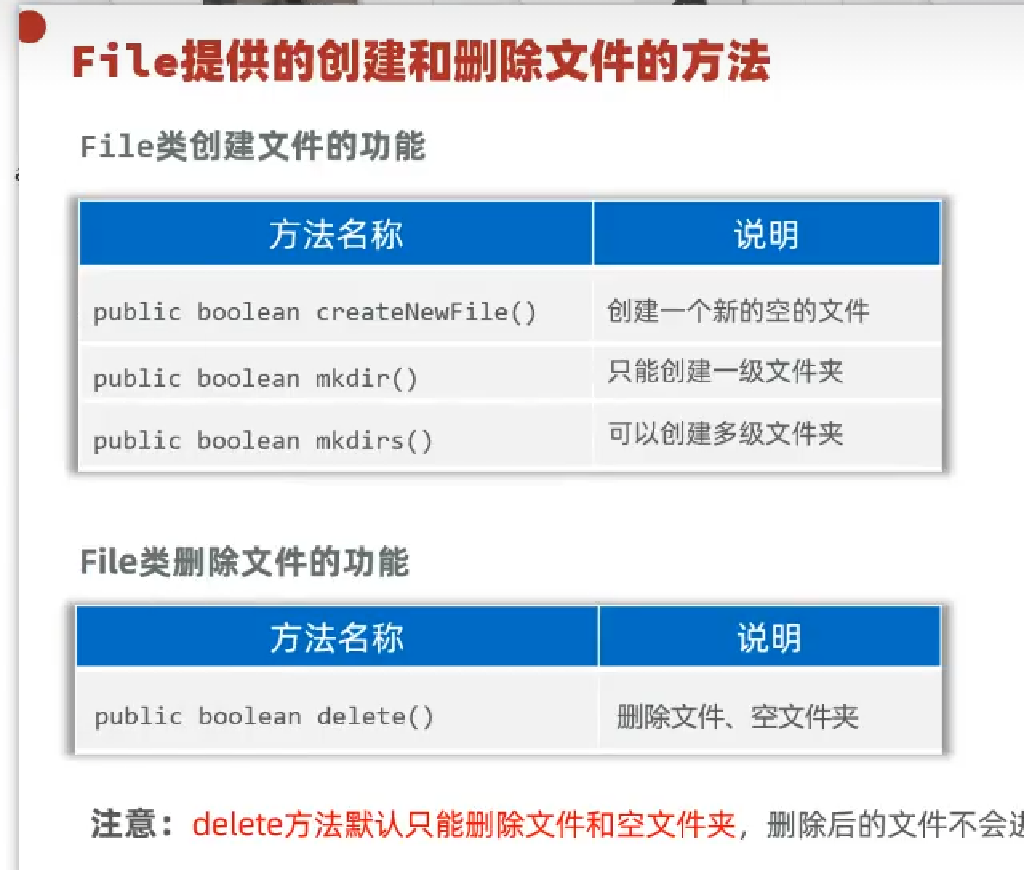 File提供的创建和删除文件的方法
File类创建文件的功能
方法名称 说明
public boolean createNewFile() 创建一个新的空的文件
public boolean mkdir() 只能创建一级文件夹
public boolean mkdirs() 可以创建多级文件夹
File类删除文件的功能
方法名称 说明
public boolean delete() 删除文件、空文件夹
注意：delete方法默认只能删除文件和空文件夹，删除后的文件不会